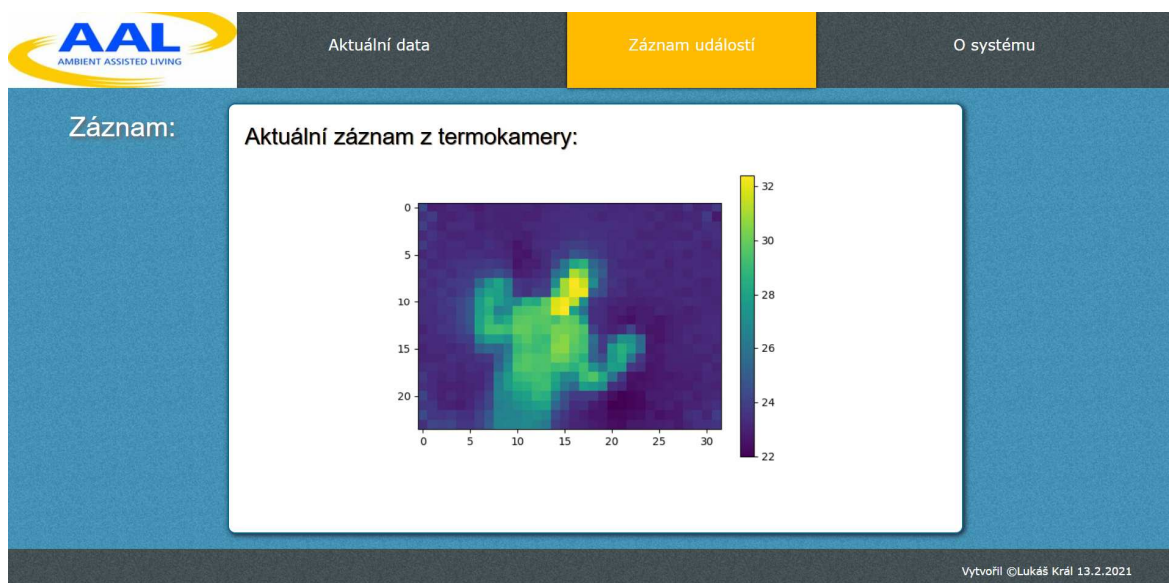 AAL
AMBIENT ASSISTED LIVING
Aktuální data
Záznam událostí
O systému
Záznam:
Aktuální záznam z termokamery:
0
5
10
15
20
0 5 10 15 20 25 30
32
30
28
26
24
22
Vytvořil ©Lukáš Král 13.2.2021